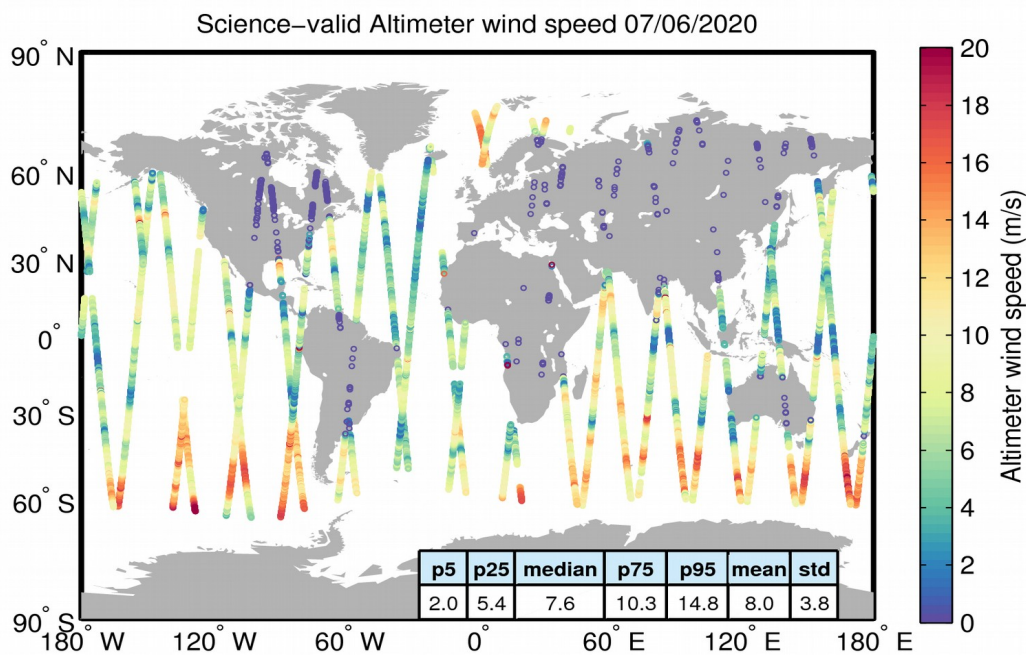 Science−valid Altimeter wind speed 07/06/2020
90° N
60° N
30° N
0°
30° S
60° S
90° S
180° W
120° W
60° W
0°
60° E
120° E
180° E
20
18
16
14
12
10
8
6
4
2
0
Altimeter wind speed (m/s)
p5 p25 median p75 p95 mean std
2.0 5.4 7.6 10.3 14.8 8.0 3.8